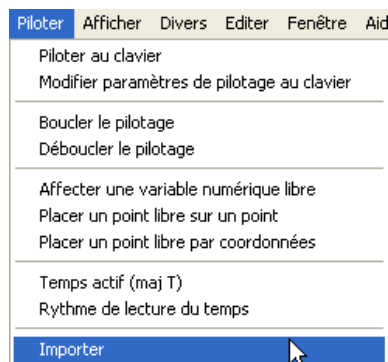 Piloter Afficher Divers Editer Fenêtre Aid
Piloter au clavier
Modifier paramètres de pilotage au clavier
Boucler le pilotage
Déboucler le pilotage
Affecter une variable numérique libre
Placer un point libre sur un point
Placer un point libre par coordonnées
Temps actif (maj T)
Rythme de lecture du temps
Importer